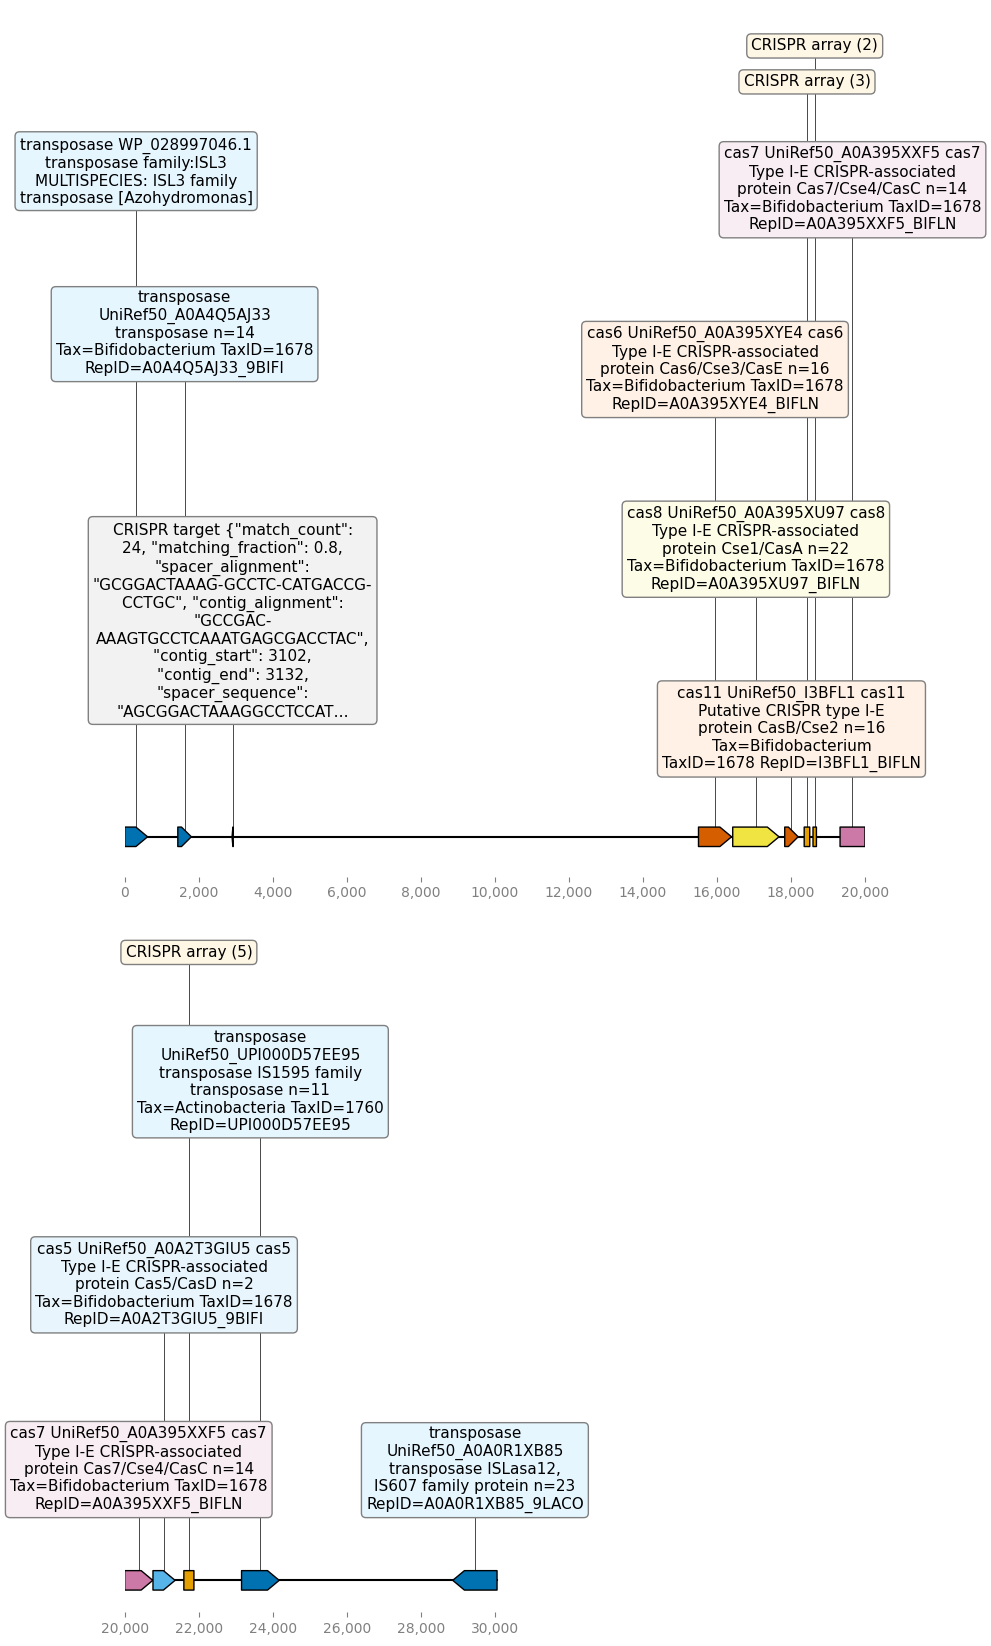 CRISPR array (2)
CRISPR array (3)
transposase WP_028997046.1
transposase family:ISL3
MULTISPECIES: ISL3 family
transposase [Azohydromonas]
cas7 UniRef50_A0A395XXF5 cas7
Type I-E CRISPR-associated
protein Cas7/Cse4/CasC n=14
Tax=Bifidobacterium TaxID=1678
RepID=A0A395XXF5_BIFLN
transposase
UniRef50_A0A4Q5AJ33
transposase n=14
Tax=Bifidobacterium TaxID=1678
RepID=A0A4Q5AJ33_9BIFI
cas6 UniRef50_A0A395XYE4 cas6
Type I-E CRISPR-associated
protein Cas6/Cse3/CasE n=16
Tax=Bifidobacterium TaxID=1678
RepID=A0A395XYE4_BIFLN
CRISPR target {"match_count":
24, "matching_fraction": 0.8,
"spacer_alignment":
"GCGGACTAAAG-GCCTC-CATGACCG-
CCTGC", "contig_alignment":
"GCCGAC-
AAAGTGCCTCAAATGAGCGACCTAC",
"contig_start": 3102,
"contig_end": 3132,
"spacer_sequence":
"AGCGGACTAAAGGCCTCCAT...
cas8 UniRef50_A0A395XU97 cas8
Type I-E CRISPR-associated
protein Cse1/CasA n=22
Tax=Bifidobacterium TaxID=1678
RepID=A0A395XU97_BIFLN
cas11 UniRef50_I3BFL1 cas11
Putative CRISPR type I-E
protein CasB/Cse2 n=16
Tax=Bifidobacterium
TaxID=1678 RepID=I3BFL1_BIFLN
0 2,000 4,000 6,000 8,000 10,000 12,000 14,000 16,000 18,000 20,000
CRISPR array (5)
transposase
UniRef50_UPI000D57EE95
transposase IS1595 family
transposase n=11
Tax=Actinobacteria TaxID=1760
RepID=UPI000D57EE95
cas5 UniRef50_A0A2T3GIU5 cas5
Type I-E CRISPR-associated
protein Cas5/CasD n=2
Tax=Bifidobacterium TaxID=1678
RepID=A0A2T3GIU5_9BIFI
cas7 UniRef50_A0A395XXF5 cas7
Type I-E CRISPR-associated
protein Cas7/Cse4/CasC n=14
Tax=Bifidobacterium TaxID=1678
RepID=A0A395XXF5_BIFLN
transposase
UniRef50_A0A0R1XB85
transposase ISLasa12,
IS607 family protein n=23
RepID=A0A0R1XB85_9LACO
20,000 22,000 24,000 26,000 28,000 30,000